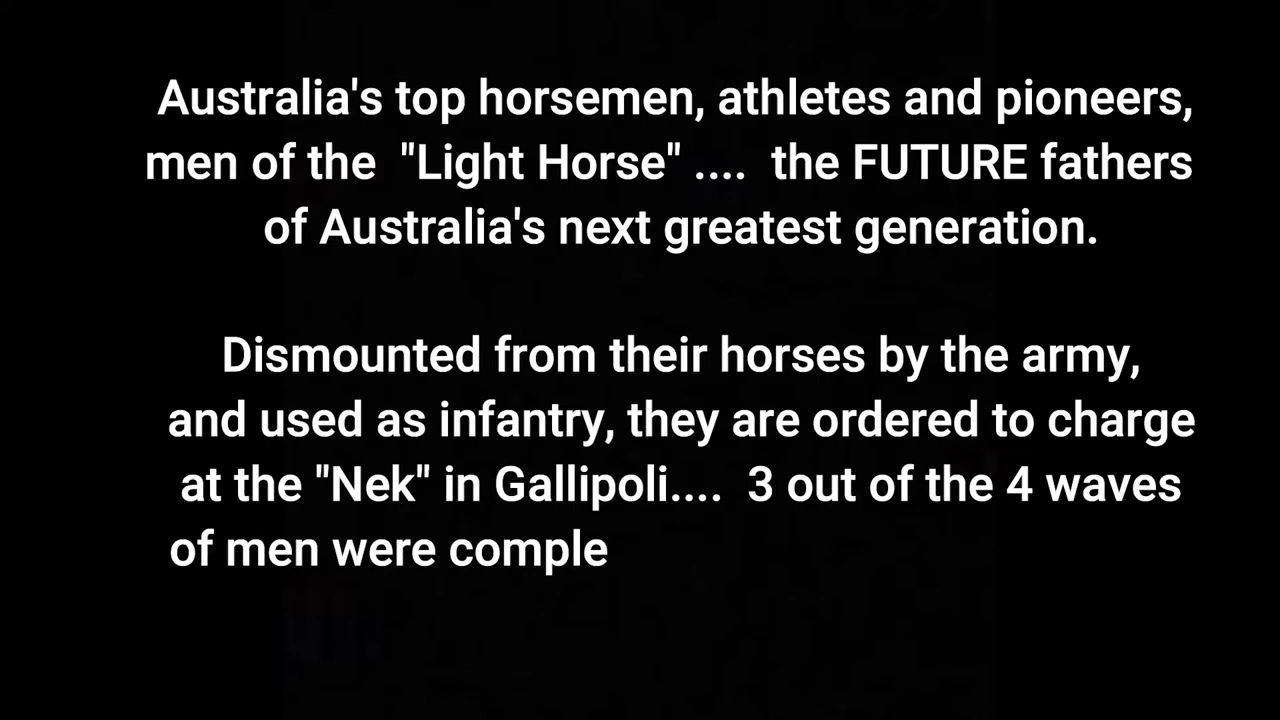 Australia's top horsemen, athletes and pioneers,
men of the "Light Horse" .... the FUTURE fathers
of Australia's next greatest generation.
Dismounted from their horses by the army,
and used as infantry, they are ordered to charge
at the "Nek" in Gallipoli.... 3 out of the 4 waves
of men were comple